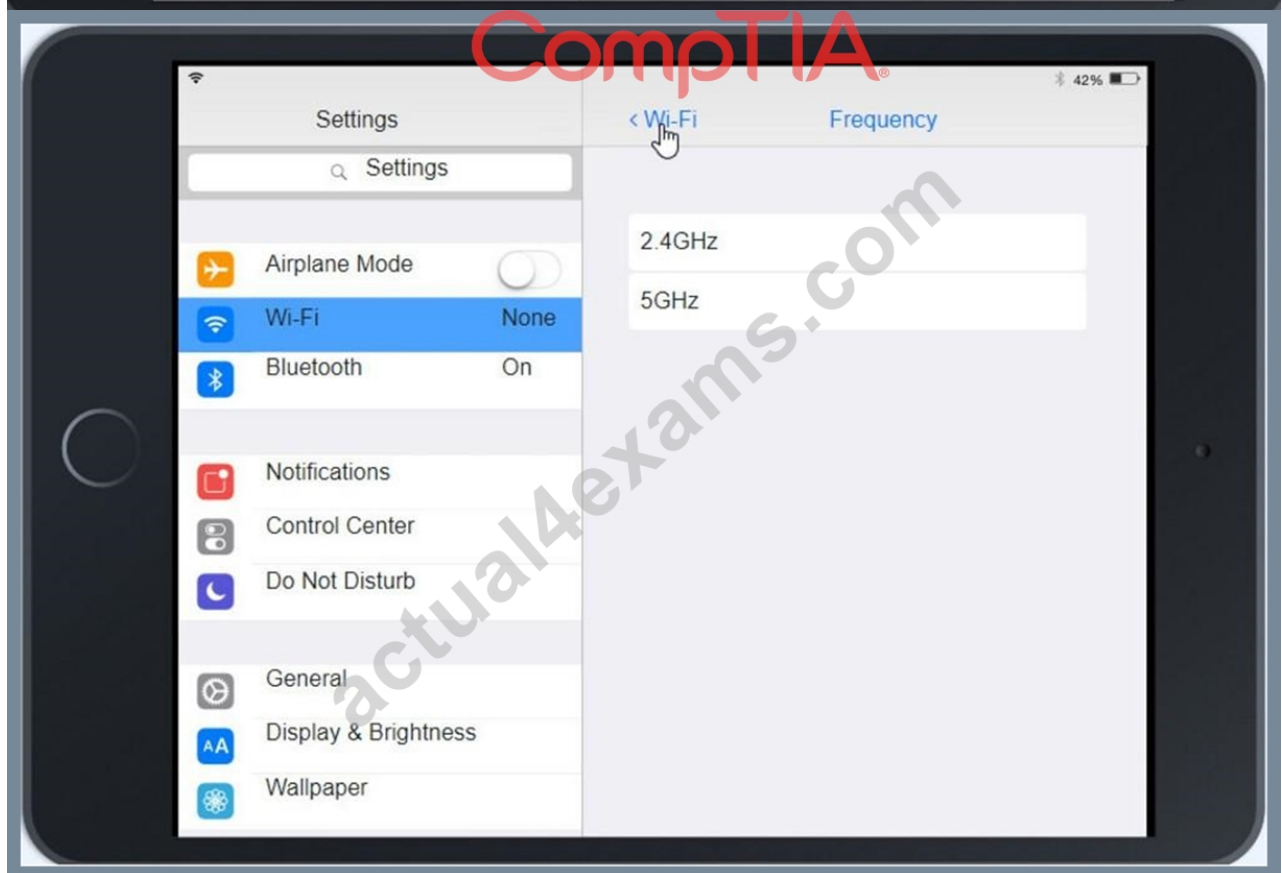 CompTIA®
42%
Settings
< Wi-Fi
Frequency
Settings
Airplane Mode
Wi-Fi None
Bluetooth On
Notifications
Control Center
Do Not Disturb
General
Display & Brightness
Wallpaper
2.4GHz
5GHz
actual4exams.com